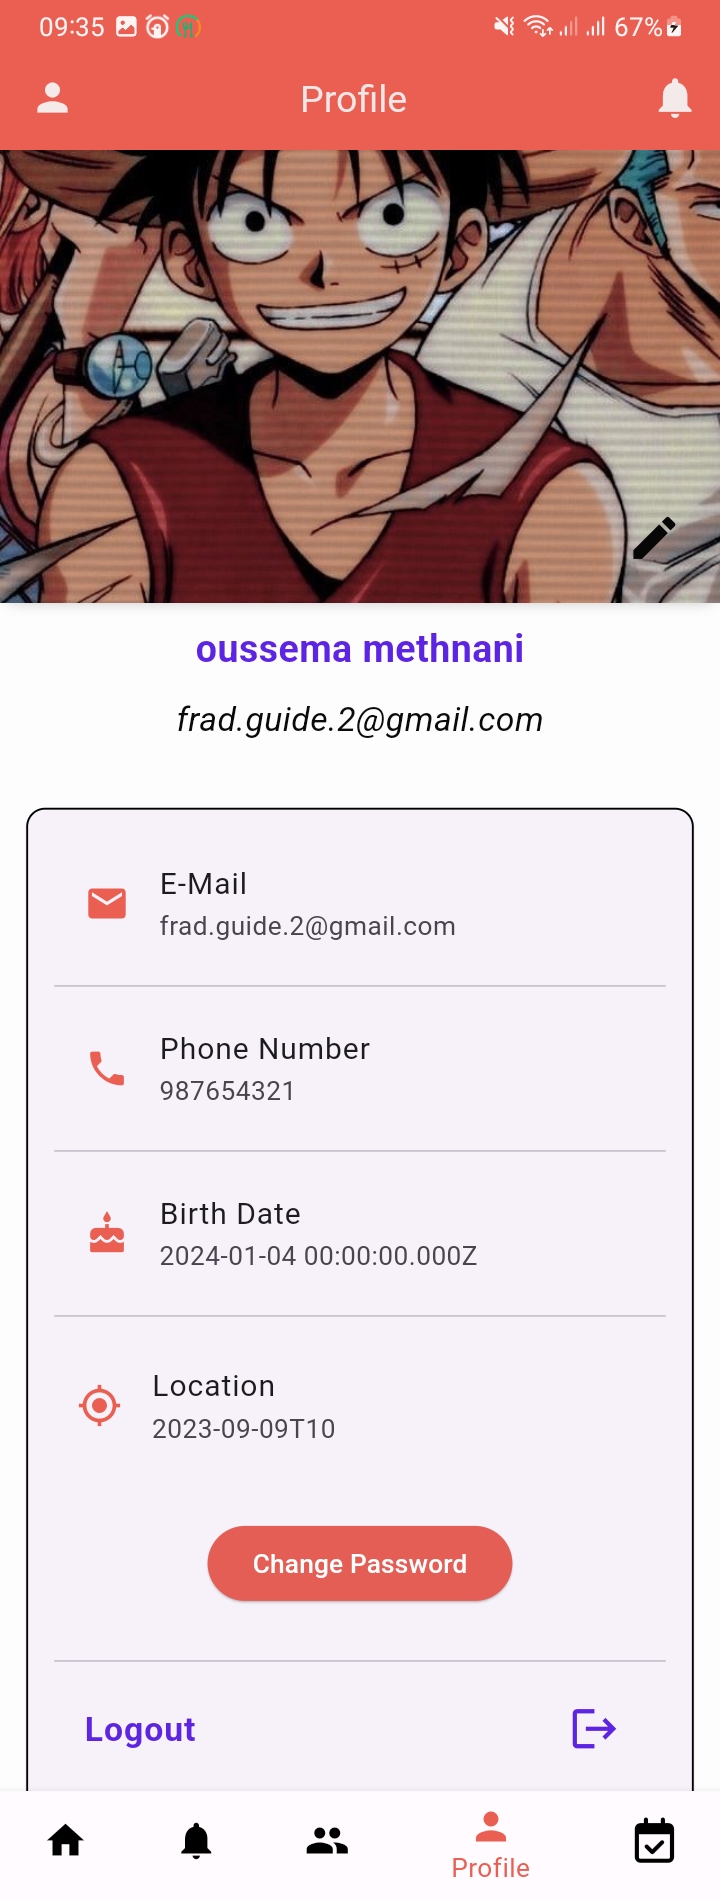 09:35
67%
Profile
oussema methnani
frad.guide.2@gmail.com
E-Mail
frad.guide.2@gmail.com
Phone Number
987654321
Birth Date
2024-01-04 00:00:00.000Z
Location
2023-09-09T10
Change Password
Logout
Profile